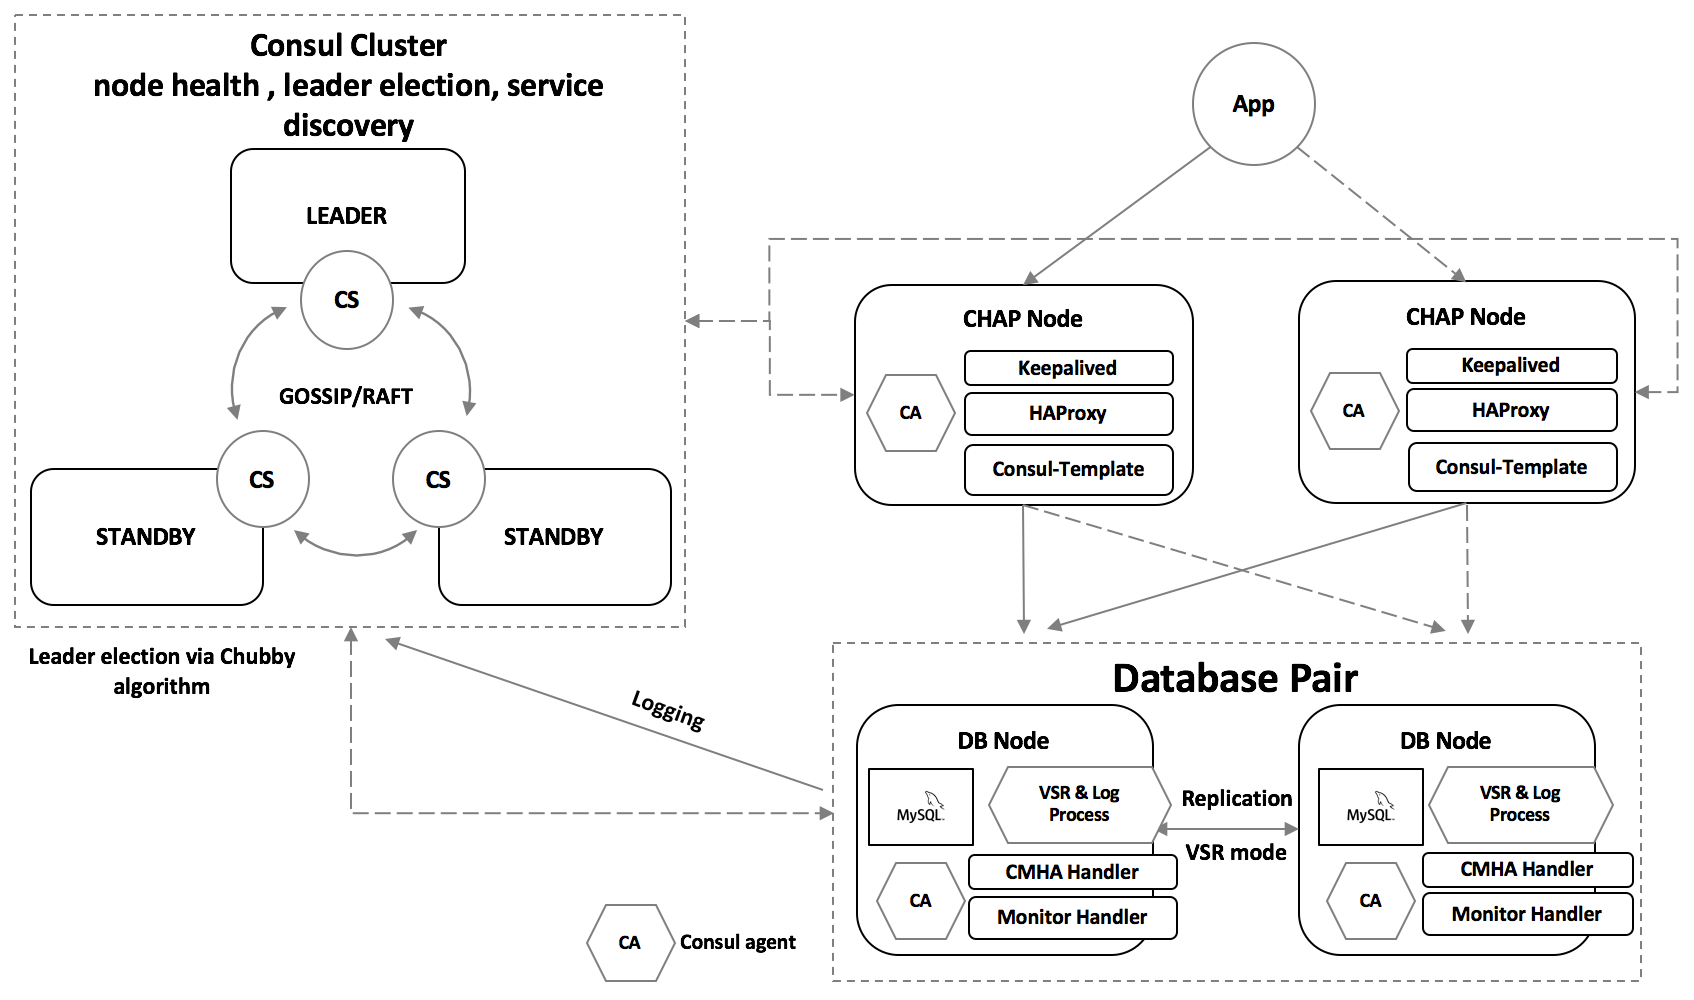 Consul Cluster
node health , leader election, service
discovery
LEADER
CS
GOSSIP/RAFT
CS
CS
STANDBY
STANDBY
Leader election via Chubby
algorithm
Logging
App
CHAP Node
CA
Keepalived
HAProxy
Consul-Template
CHAP Node
CA
Keepalived
HAProxy
Consul-Template
Database Pair
DB Node
MySQL
VSR & Log
Process
CA
CMHA Handler
Monitor Handler
Replication
VSR mode
DB Node
MySQL
VSR & Log
Process
CA
CMHA Handler
Monitor Handler
CA
Consul agent